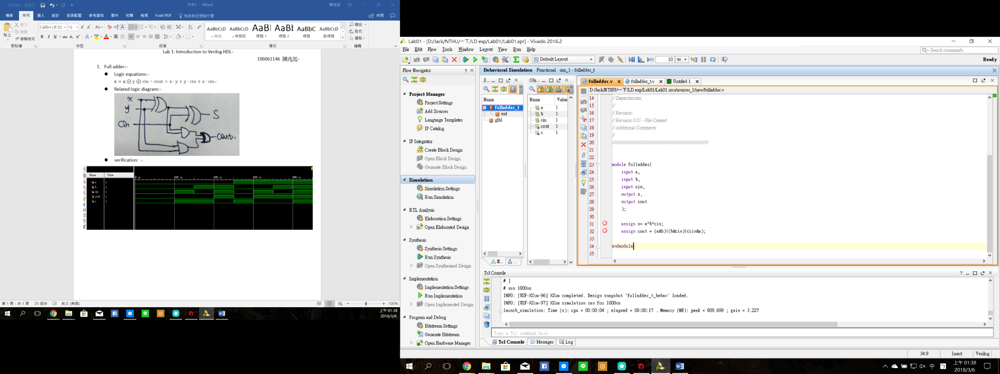 自動儲存
文件1 - Word
陳兆廷
檔案 常用 插入 設計 版面配置 參考資料 郵件 校閱 檢視 Foxit PDF 告訴我您想做什麼 共用
貼上 剪下 複製 複製格式
Calibri (本文) 12
AaBbCcD AaBbCcD AaBb AaBb AaBbC AaBbCcD
內文 無間距 標題 1 標題 2 標題 副標題
尋找 取代 選取
剪貼簿 字型 段落 樣式 編輯
Lab 1: Introduction to Verilog HDL
106061146 陳兆廷
1. Full adder:
● Logic equations:
s = x ⊕ y ⊕ cin、cout = x · y + y · cin + x · cin
● Related logic diagram:
x
y
S
Cin
Cout.
● verification:
Name Value
0 ns 200 ns 400 ns 600 ns 800 ns
a 1
b 1
cin 1
cout 1
s 1
第 1 頁，共 1 頁 25 個字 英文 (美國) 100%
上午 01:38
2018/3/6
Lab01 - [D:/Jack/NTHU/一下/LD exp/Lab01/Lab01.xpr] - Vivado 2016.2
File Edit Flow Tools Window Layout View Run Help
Search commands
Default Layout 10 us Ready
Flow Navigator
Project Manager
Project Settings
Add Sources
Language Templates
IP Catalog
IP Integrator
Create Block Design
Open Block Design
Generate Block Design
Simulation
Simulation Settings
Run Simulation
RTL Analysis
Elaboration Settings
Open Elaborated Design
Synthesis
Synthesis Settings
Run Synthesis
Open Synthesized Design
Implementation
Implementation Settings
Run Implementation
Open Implemented Design
Program and Debug
Bitstream Settings
Generate Bitstream
Open Hardware Manager
Behavioral Simulation - Functional - sim_1 - fulladder_t
S...
Name
fulladder_t
uut
glbl
S.. ..
Obj...
Name Value
a 1
b 1
cin 1
cout 1
s 1
fulladder.v fulladder_t.v Untitled 1
D:/Jack/NTHU/一下/LD exp/Lab01/Lab01.srcs/sources_1/new/fulladder.v
14 // Dependencies:
15 //
16 // Revision:
17 // Revision 0.01 - File Created
18 // Additional Comments:
19 //
20 //////////////////////////////////////////////////////////////////////////////////
21
22
23 module fulladder(
24 input a,
25 input b,
26 input cin,
27 output s,
28 output cout
29 );
30
31 assign s= a^b^cin;
32 assign cout = (a&b)|(b&cin)|(cin&a);
33
34 endmodule
35
Tcl Console
# }
# run 1000ns
INFO: [USF-XSim-96] XSim completed. Design snapshot 'fulladder_t_behav' loaded.
INFO: [USF-XSim-97] XSim simulation ran for 1000ns
launch_simulation: Time (s): cpu = 00:00:04 ; elapsed = 00:00:17 . Memory (MB): peak = 809.699 ; gain = 3.227
Type a Tcl command here
Tcl Console Messages Log
34:9 Insert Verilog
中
上午 01:38
2018/3/6